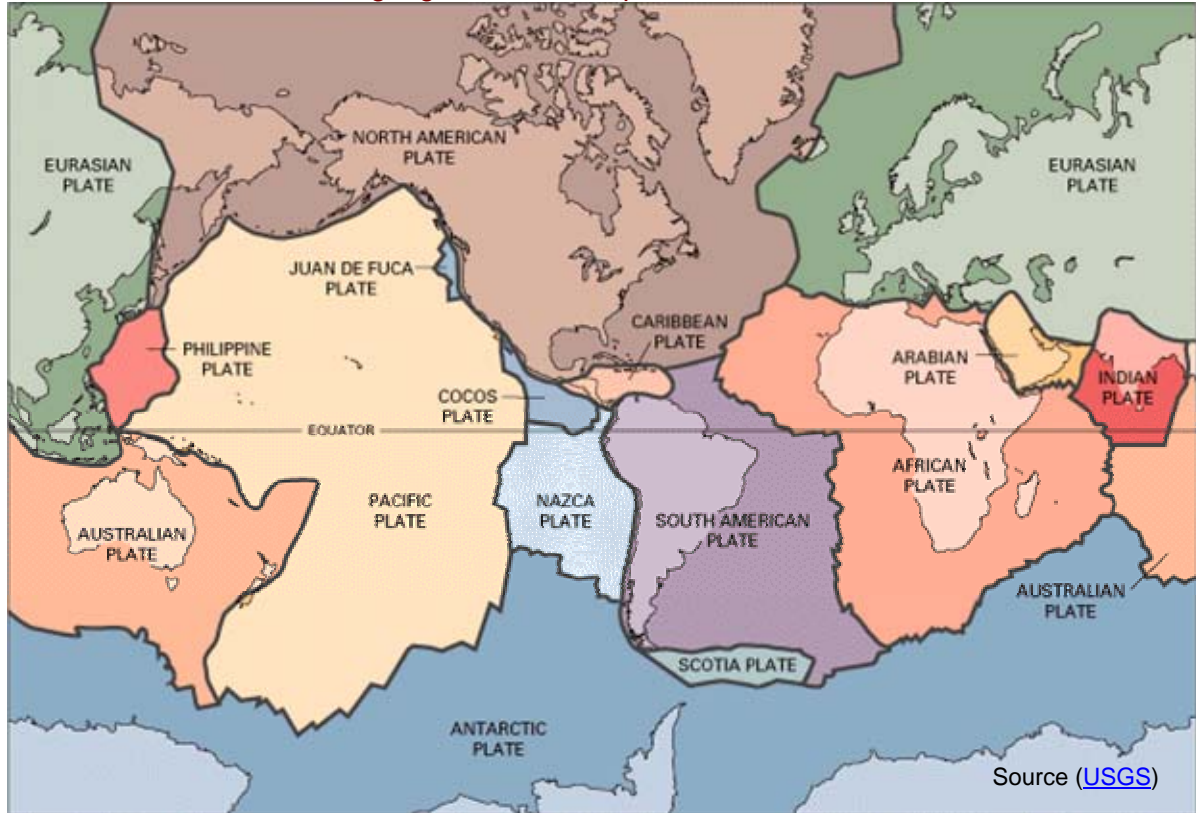 NORTH AMERICAN
PLATE
EURASIAN
PLATE
EURASIAN
PLATE
JUAN DE FUCA
PLATE
CARIBBEAN
PLATE
PHILIPPINE
PLATE
ARABIAN
PLATE
INDIAN
PLATE
COCOS
PLATE
EQUATOR
AFRICAN
PLATE
PACIFIC
PLATE
NAZCA
PLATE
SOUTH AMERICAN
PLATE
AUSTRALIAN
PLATE
AUSTRALIAN
PLATE
SCOTIA PLATE
ANTARCTIC
PLATE
Source (USGS)